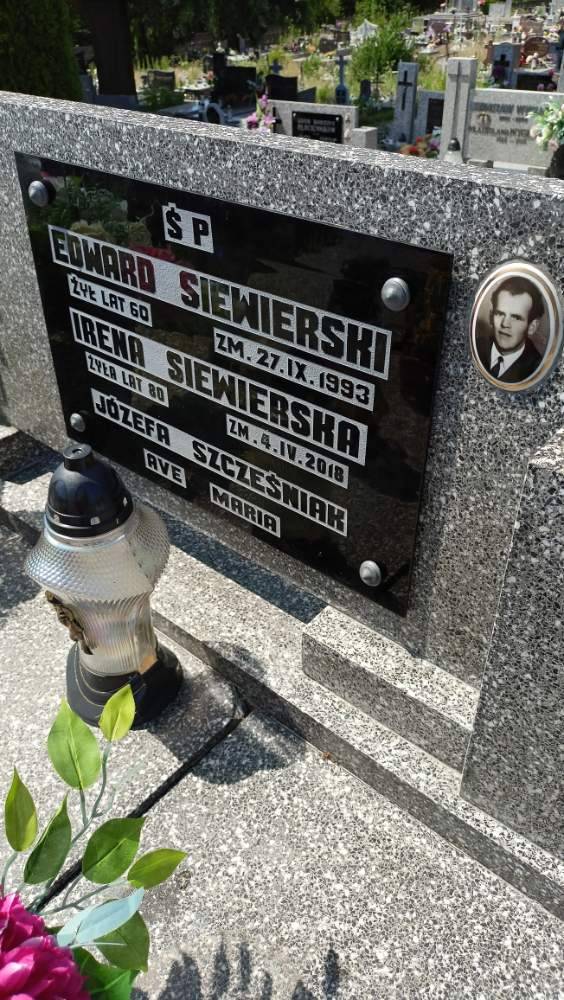 Ś P
EDWARD SIEWIERSKI
ŻYŁ LAT 60 ZM. 27.IX.1993
IRENA SIEWIERSKA
ŻYŁA LAT 80 ZM. 4.IV.2018
JÓZEFA SZCZEŚNIAK
AVE MARIA